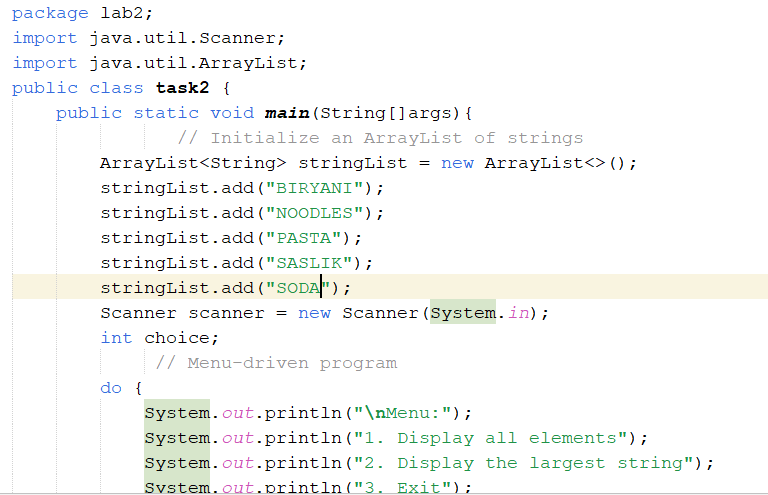 package lab2;
import java.util.Scanner;
import java.util.ArrayList;
public class task2 {
public static void main(String[]args){
// Initialize an ArrayList of strings
ArrayList<String> stringList = new ArrayList<>();
stringList.add("BIRYANI");
stringList.add("NOODLES");
stringList.add("PASTA");
stringList.add("SASLIK");
stringList.add("SODA");
Scanner scanner = new Scanner(System.in);
int choice;
// Menu-driven program
do {
System.out.println("\nMenu:");
System.out.println("1. Display all elements");
System.out.println("2. Display the largest string");
System.out.println("3. Exit");